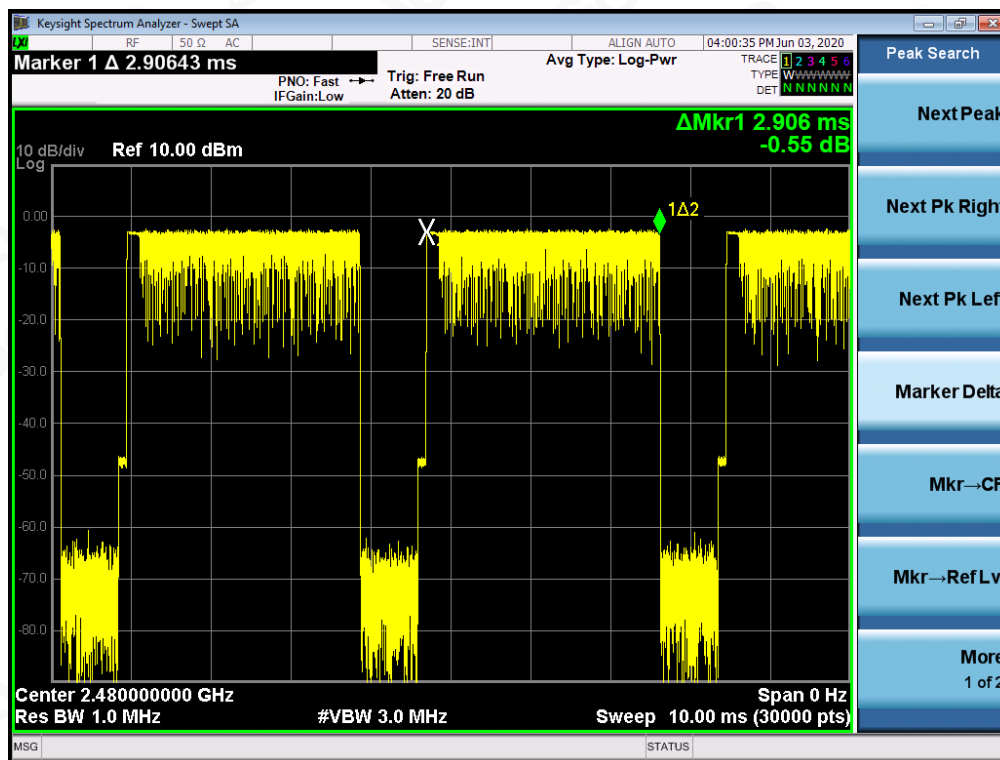 Keysight Spectrum Analyzer - Swept SA
LXI RF 50 Ω AC SENSE:INT ALIGN AUTO 04:00:35 PM Jun 03, 2020
Marker 1 Δ 2.90643 ms
PNO: Fast
IFGain:Low
Trig: Free Run
Atten: 20 dB
Avg Type: Log-Pwr
TRACE 1 2 3 4 5 6
TYPE WWWWWW
DET N N N N N N
ΔMkr1 2.906 ms
-0.55 dB
10 dB/div Ref 10.00 dBm
Log
0.00
-10.0
-20.0
-30.0
-40.0
-50.0
-60.0
-70.0
-80.0
1Δ2
Center 2.480000000 GHz Span 0 Hz
Res BW 1.0 MHz #VBW 3.0 MHz Sweep 10.00 ms (30000 pts)
MSG STATUS
Peak Search
Next Peak
Next Pk Right
Next Pk Left
Marker Delta
Mkr→CF
Mkr→Ref Lv
More
1 of 2